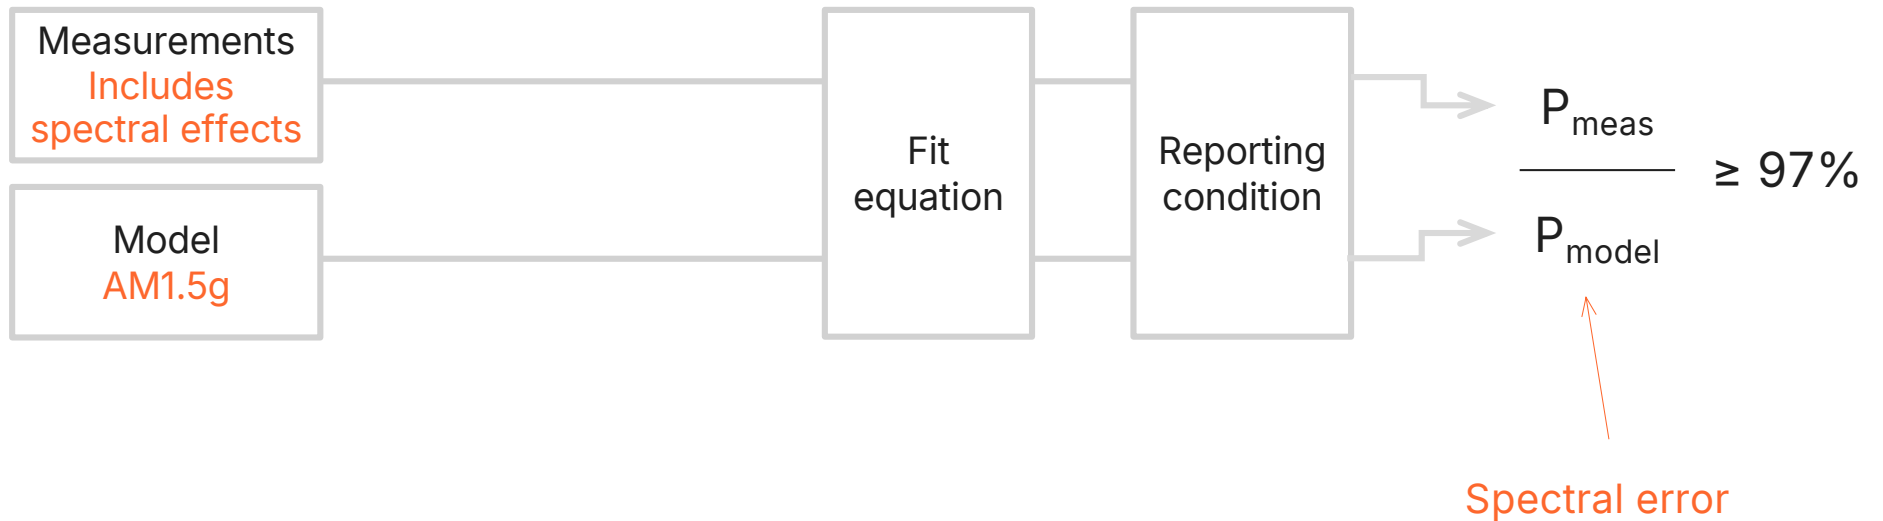 Measurements
Includes
spectral effects
Model
AM1.5g
Fit
equation
Reporting
condition
Pmeas
Pmodel
≥ 97%
Spectral error